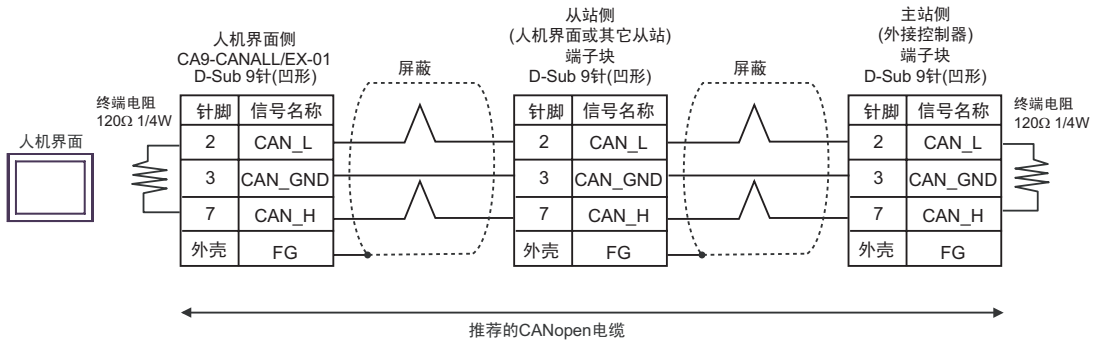 人机界面侧
CA9-CANALL/EX-01
D-Sub 9针(凹形)
屏蔽
从站侧
(人机界面或其它从站)
端子块
D-Sub 9针(凹形)
屏蔽
主站侧
(外接控制器)
端子块
D-Sub 9针(凹形)
人机界面
终端电阻
120Ω 1/4W
针脚 信号名称
2 CAN_L
3 CAN_GND
7 CAN_H
外壳 FG
针脚 信号名称
2 CAN_L
3 CAN_GND
7 CAN_H
外壳 FG
针脚 信号名称
2 CAN_L
3 CAN_GND
7 CAN_H
外壳 FG
终端电阻
120Ω 1/4W
推荐的CANopen电缆